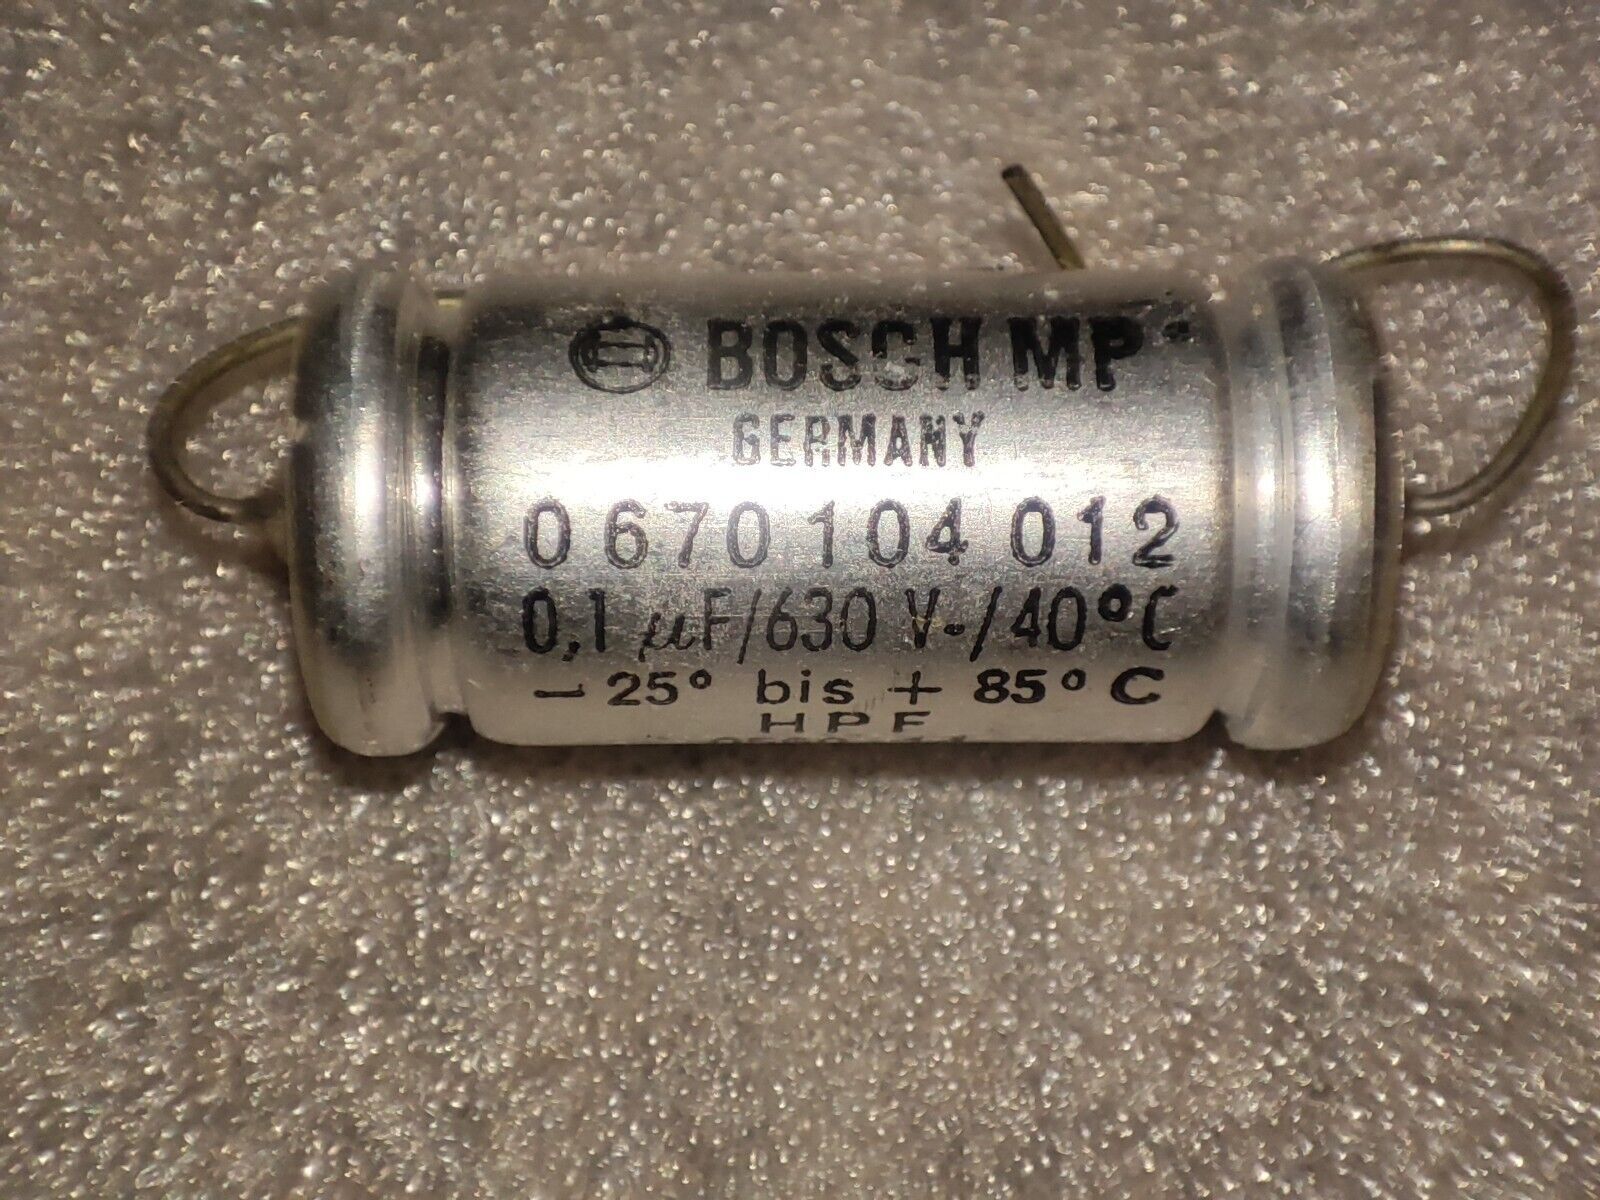 BOSCH MP
GERMANY
0 670 104 012
0,1 µF/630 V-/40°C
- 25° bis + 85° C
HPF